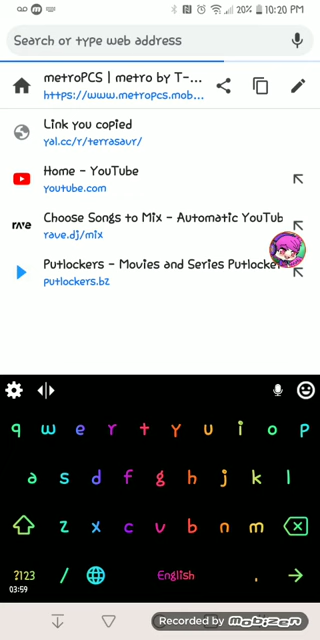 20% 10:20 PM
Search or type web address
metroPCS | metro by T-...
https://www.metropcs.mob...
Link you copied
yal.cc/r/terrasaur/
Home - YouTube
youtube.com
rave Choose Songs to Mix - Automatic YouTub
rave.dj/mix
Putlockers - Movies and Series Putlocker
putlockers.bz
q w e r t y u i o p
a s d f g h j k l
z x c v b n m
?123 / English .
03:59
Recorded by Mobizen